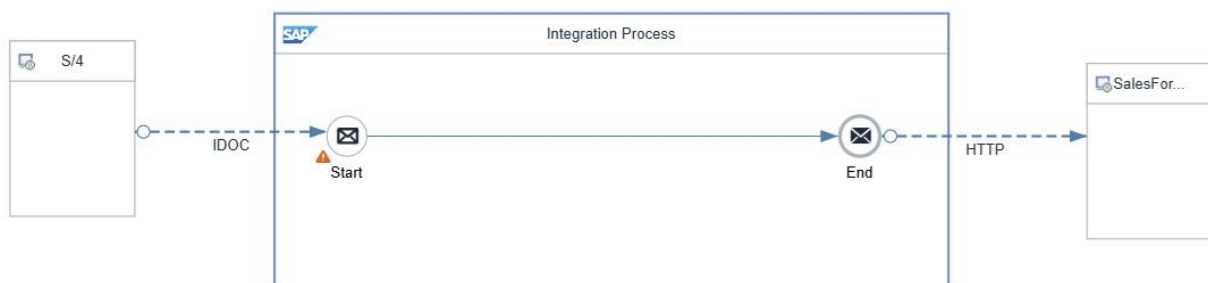 SAP
Integration Process
S/4
SalesFor...
IDOC
HTTP
Start
End